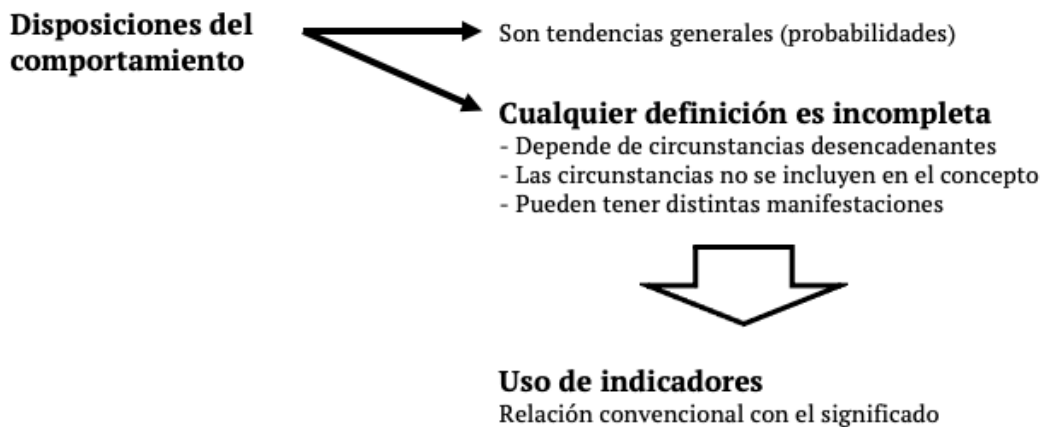 Disposiciones del
comportamiento
Son tendencias generales (probabilidades)
Cualquier definición es incompleta
- Depende de circunstancias desencadenantes
- Las circunstancias no se incluyen en el concepto
- Pueden tener distintas manifestaciones
Uso de indicadores
Relación convencional con el significado